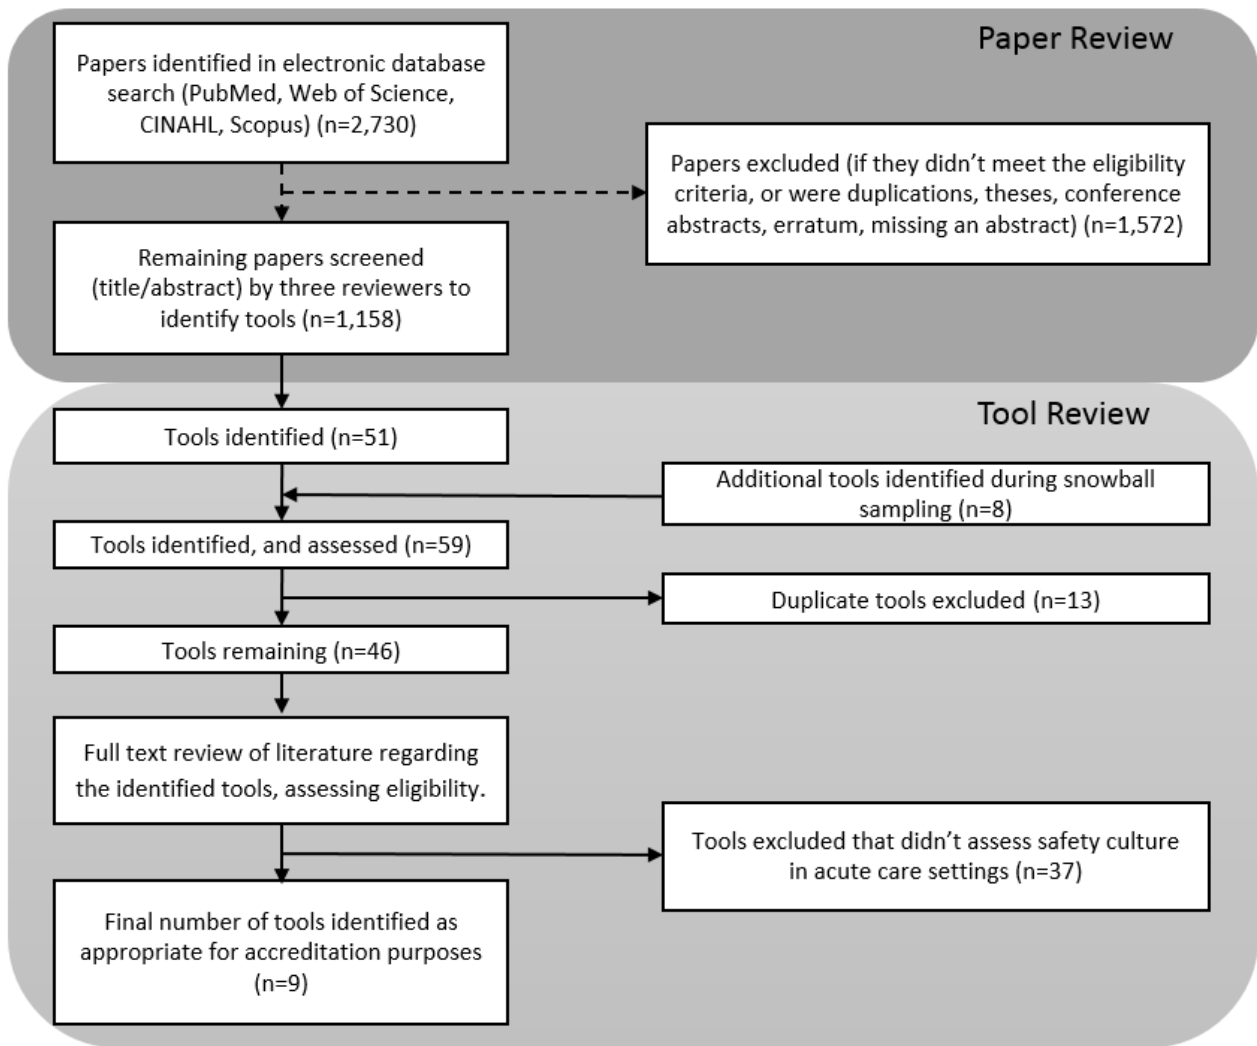 Paper Review
Papers identified in electronic database
search (PubMed, Web of Science,
CINAHL, Scopus) (n=2,730)
Papers excluded (if they didn’t meet the eligibility
criteria, or were duplications, theses, conference
abstracts, erratum, missing an abstract) (n=1,572)
Remaining papers screened
(title/abstract) by three reviewers to
identify tools (n=1,158)
Tool Review
Tools identified (n=51)
Additional tools identified during snowball
sampling (n=8)
Tools identified, and assessed (n=59)
Duplicate tools excluded (n=13)
Tools remaining (n=46)
Full text review of literature regarding
the identified tools, assessing eligibility.
Tools excluded that didn’t assess safety culture
in acute care settings (n=37)
Final number of tools identified as
appropriate for accreditation purposes
(n=9)